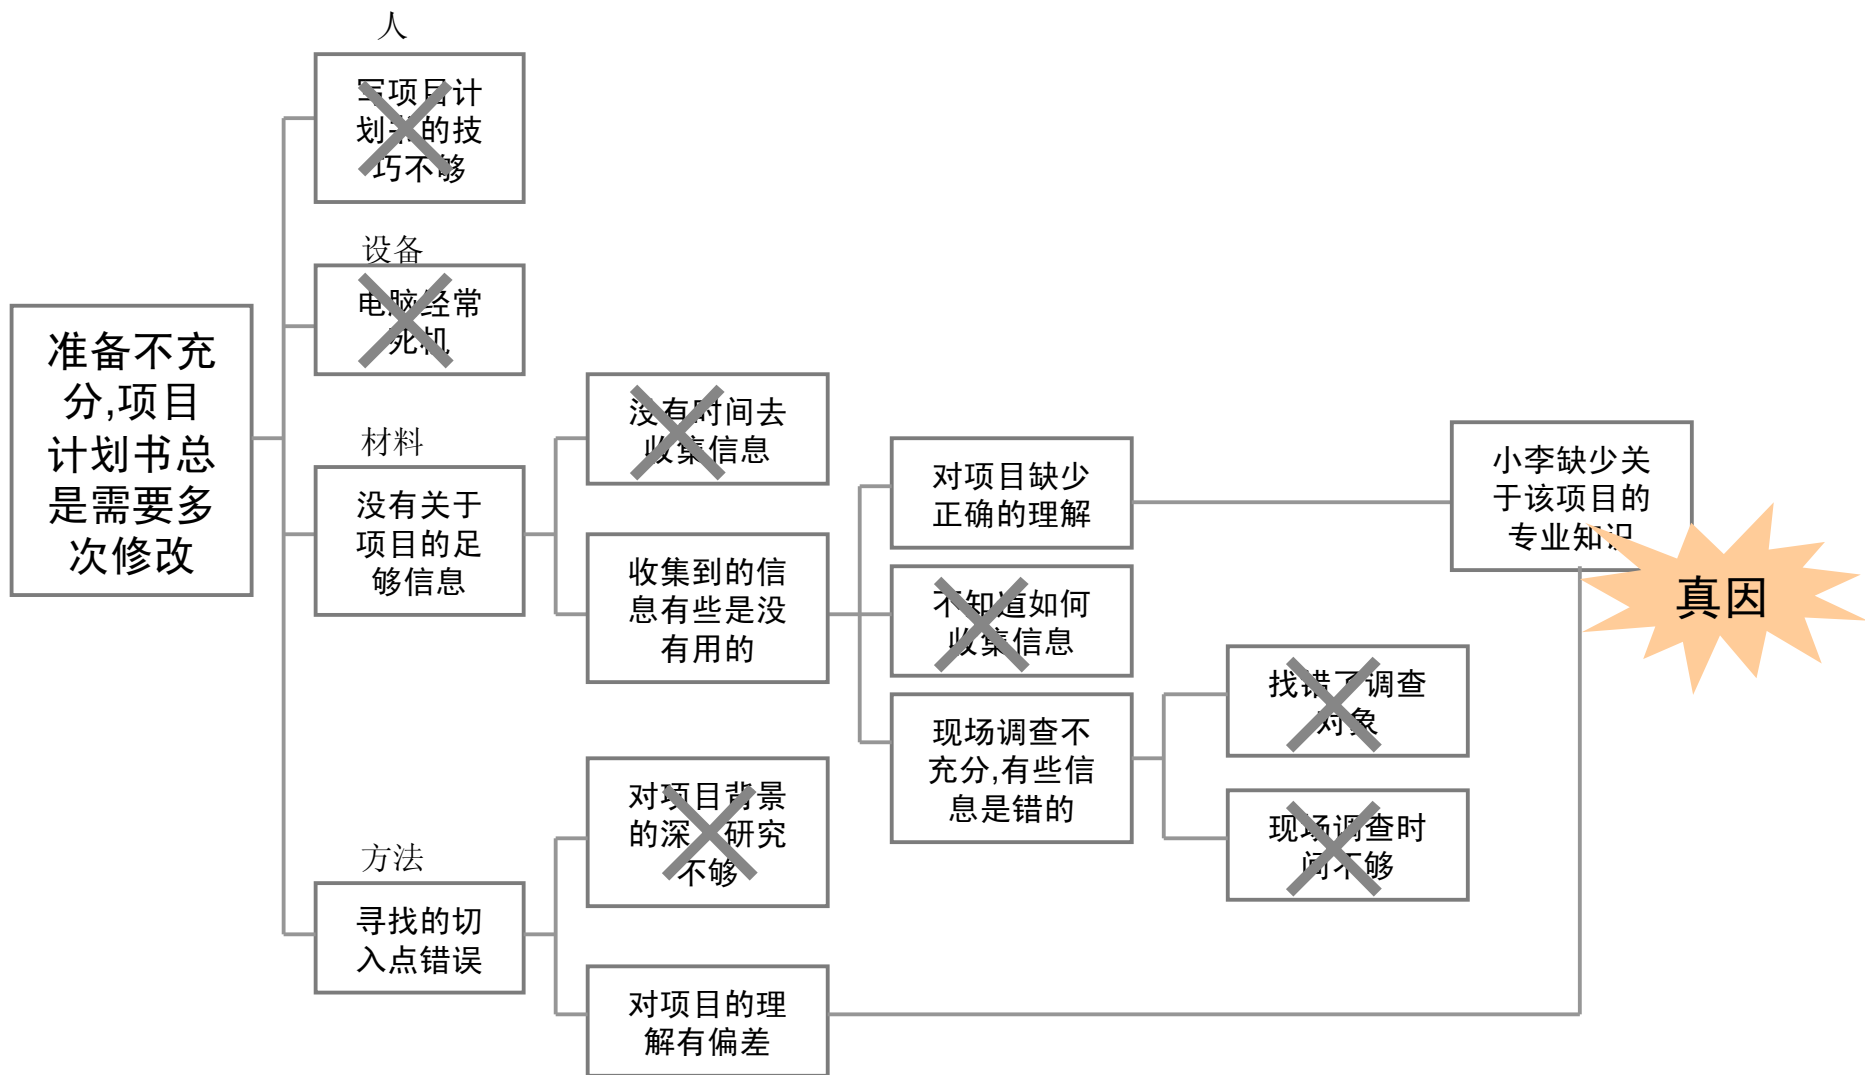 人
写项目计
划书的技
巧不够
设备
电脑经常
死机
准备不充
分,项目
计划书总
是需要多
次修改
材料
没有关于
项目的足
够信息
方法
寻找的切
入点错误
没有时间去
收集信息
收集到的信
息有些是没
有用的
对项目背景
的深入研究
不够
对项目的理
解有偏差
对项目缺少
正确的理解
不知道如何
收集信息
现场调查不
充分,有些信
息是错的
找错了调查
对象
现场调查时
间不够
小李缺少关
于该项目的
专业知识
真因